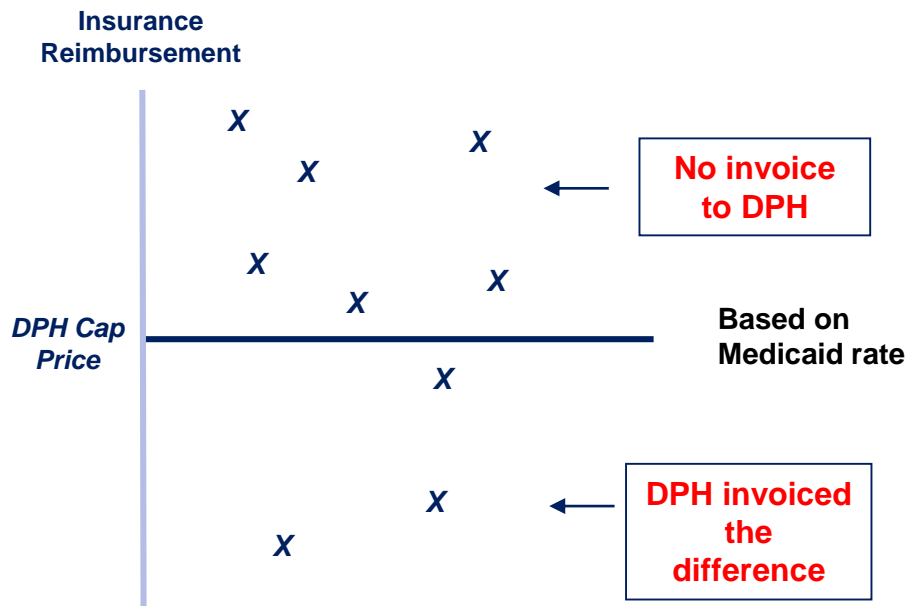 Insurance
Reimbursement
X
X
X
No invoice
to DPH
X
X
X
DPH Cap
Price
Based on
Medicaid rate
X
X
X
DPH invoiced
the
difference